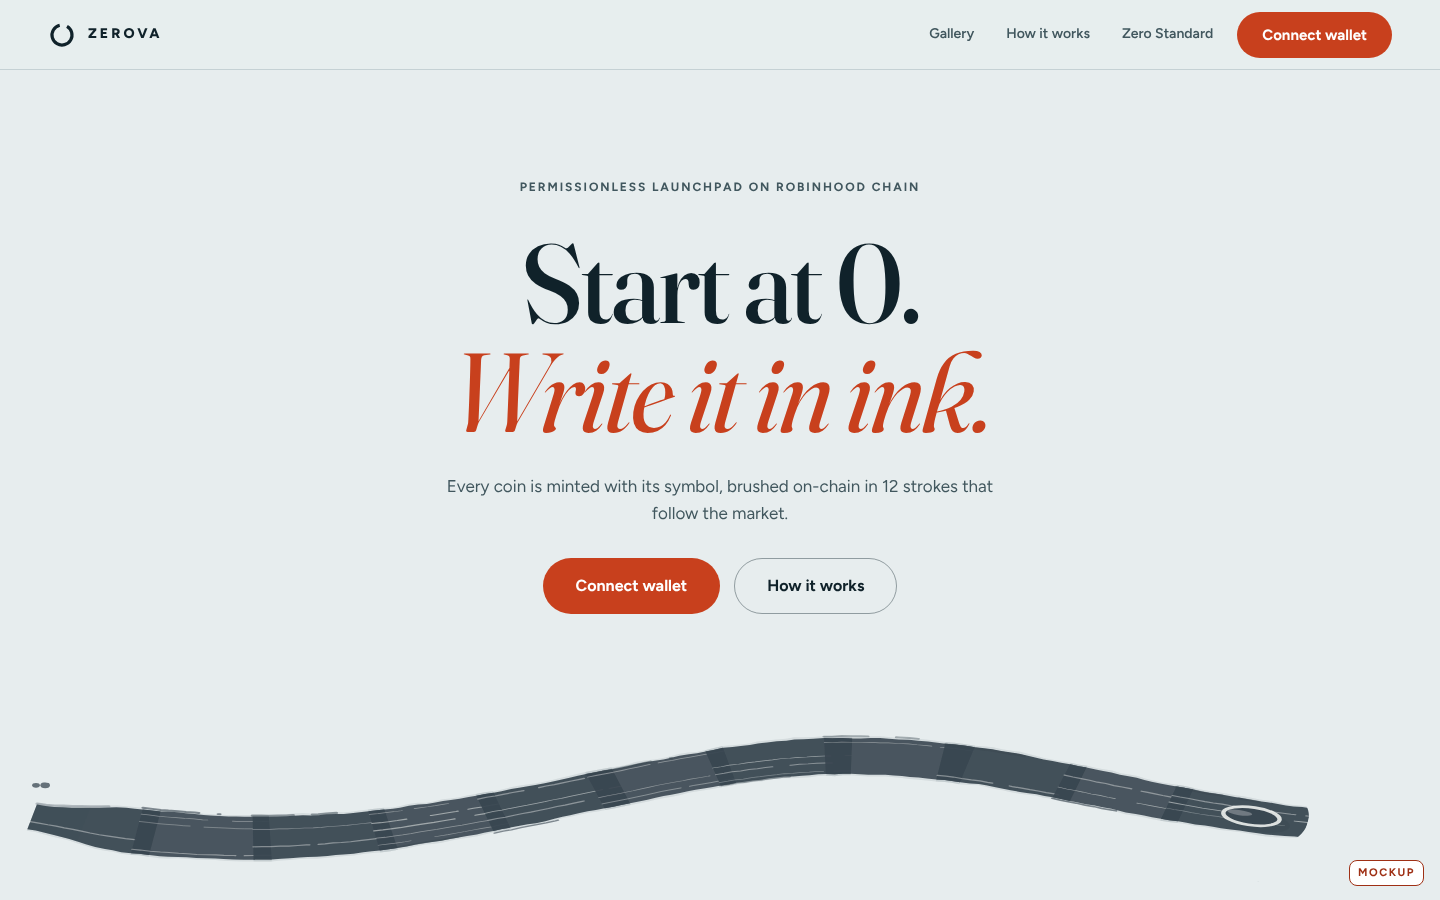 ZEROVA
Gallery
How it works
Zero Standard
Connect wallet
PERMISSIONLESS LAUNCHPAD ON ROBINHOOD CHAIN
Start at 0.
Write it in ink.
Every coin is minted with its symbol, brushed on-chain in 12 strokes that
follow the market.
Connect wallet
How it works
MOCKUP